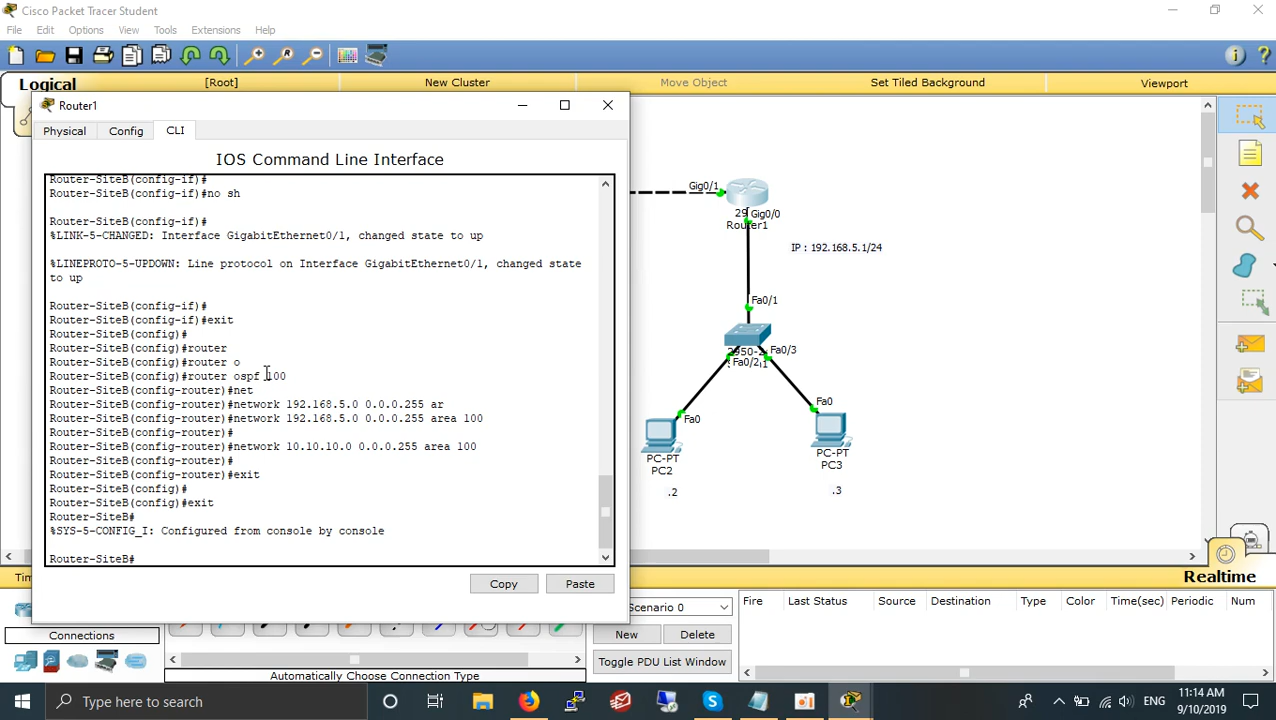 Cisco Packet Tracer Student
File Edit Options View Tools Extensions Help
Logical
[Root]
New Cluster
Move Object
Set Tiled Background
Viewport
Router1
Physical Config CLI
IOS Command Line Interface
Router-SiteB(config-if)#
Router-SiteB(config-if)#no sh
Router-SiteB(config-if)#
%LINK-5-CHANGED: Interface GigabitEthernet0/1, changed state to up
%LINEPROTO-5-UPDOWN: Line protocol on Interface GigabitEthernet0/1, changed state
to up
Router-SiteB(config-if)#
Router-SiteB(config-if)#exit
Router-SiteB(config)#
Router-SiteB(config)#router
Router-SiteB(config)#router o
Router-SiteB(config)#router ospf 100
Router-SiteB(config-router)#net
Router-SiteB(config-router)#network 192.168.5.0 0.0.0.255 ar
Router-SiteB(config-router)#network 192.168.5.0 0.0.0.255 area 100
Router-SiteB(config-router)#
Router-SiteB(config-router)#network 10.10.10.0 0.0.0.255 area 100
Router-SiteB(config-router)#
Router-SiteB(config-router)#exit
Router-SiteB(config)#
Router-SiteB(config)#exit
Router-SiteB#
%SYS-5-CONFIG_I: Configured from console by console
Router-SiteB#
Copy Paste
Gig0/1
Gig0/0
Router1
IP : 192.168.5.1/24
Fa0/1
Fa0/3
Fa0/2
Fa0
Fa0
PC-PT
PC2
PC-PT
PC3
.2
.3
Realtime
Scenario 0
New Delete
Toggle PDU List Window
Fire Last Status Source Destination Type Color Time(sec) Periodic Num
Connections
Automatically Choose Connection Type
Type here to search
ENG
11:14 AM
9/10/2019